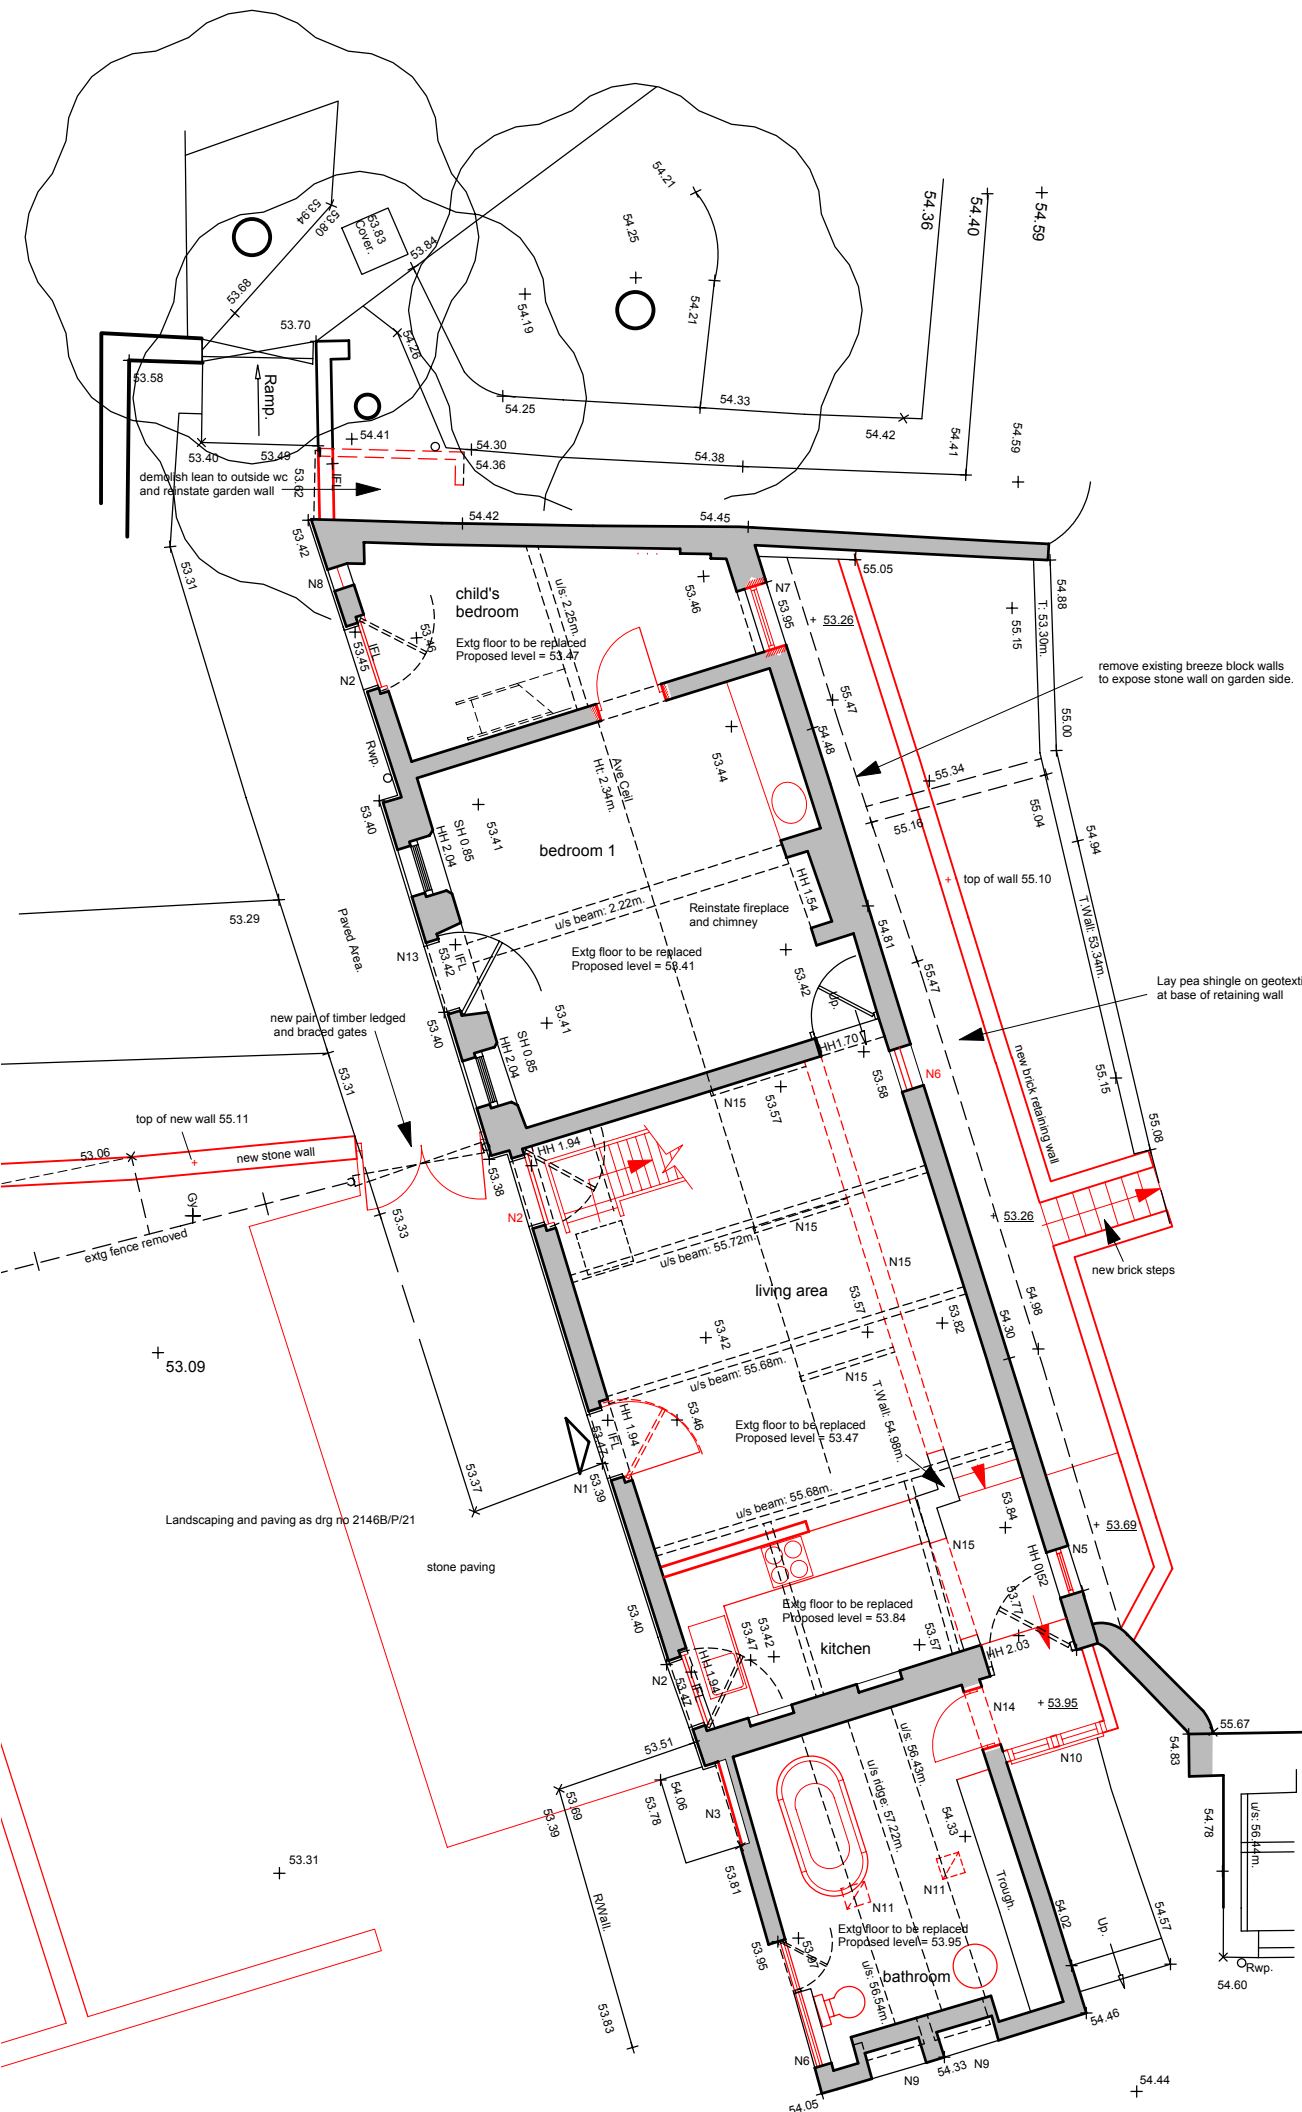 54.21
54.25
54.36
54.40
54.59
53.94
53.80
53.83
Cover.
53.84
53.68
54.19
54.21
53.70
54.26
53.58
Ramp.
54.25
54.33
54.42
54.41
54.59
53.40
53.49
54.41
54.30
54.36
54.38
demolish lean to outside wc
and reinstate garden wall
53.62
IFL
54.42
54.45
53.42
53.31
N8
child's
bedroom
u/s: 2.25m.
53.46
N7
53.95
55.05
54.88
T: 53.30m.
53.26
55.15
Extg floor to be replaced
Proposed level = 53.47
53.46
IFL
53.45
N2
remove existing breeze block walls
to expose stone wall on garden side.
55.47
54.48
55.00
Rwp.
53.44
Ave Ceil
Ht: 2.34m.
55.34
53.40
53.41
SH 0.85
HH 2.04
bedroom 1
55.16
55.04
54.94
top of wall 55.10
HH 1.54
53.29
Paved Area.
u/s beam: 2.22m.
Reinstate fireplace
and chimney
54.81
T.Wall: 53.34m.
N13
53.42
IFL
Extg floor to be replaced
Proposed level = 53.41
53.42
55.47
Up.
Lay pea shingle on geotexti
at base of retaining wall
new pair of timber ledged
and braced gates
53.40
53.41
SH 0.85
HH 2.04
HH1.70
53.58
N6
new brick retaining wall
55.15
53.31
N15
53.57
top of new wall 55.11
53.06
new stone wall
HH 1.94
53.38
55.08
Gy
53.33
N2
N15
53.26
extg fence removed
u/s beam: 55.72m.
N15
new brick steps
living area
53.57
53.82
54.98
54.30
53.42
53.09
u/s beam: 55.68m.
N15
HH 1.94
53.46
IFL
53.47
Extg floor to be replaced
Proposed level = 53.47
T.Wall: 54.98m.
N1
53.39
53.37
u/s beam: 55.68m.
53.84
Landscaping and paving as drg no 2146B/P/21
53.69
stone paving
N15
N5
HH 0.52
53.40
Extg floor to be replaced
Proposed level = 53.84
53.77
kitchen
53.42
53.47
53.57
HH 2.03
HH 1.94
N2
IFL
53.47
N14
53.95
53.51
u/s: 56.43m.
N10
55.67
54.83
54.06
53.78
53.69
53.39
N3
u/s ridge: 57.22m.
54.33
54.78
u/s: 56.44m.
53.31
53.81
N11
N11
Trough.
R/Wall.
Extg floor to be replaced
Proposed level = 53.95
54.02
Up.
54.57
53.95
53.97
bathroom
u/s: 56.54m.
Rwp.
54.60
53.83
54.46
N6
54.33
N9
N9
54.44
54.05